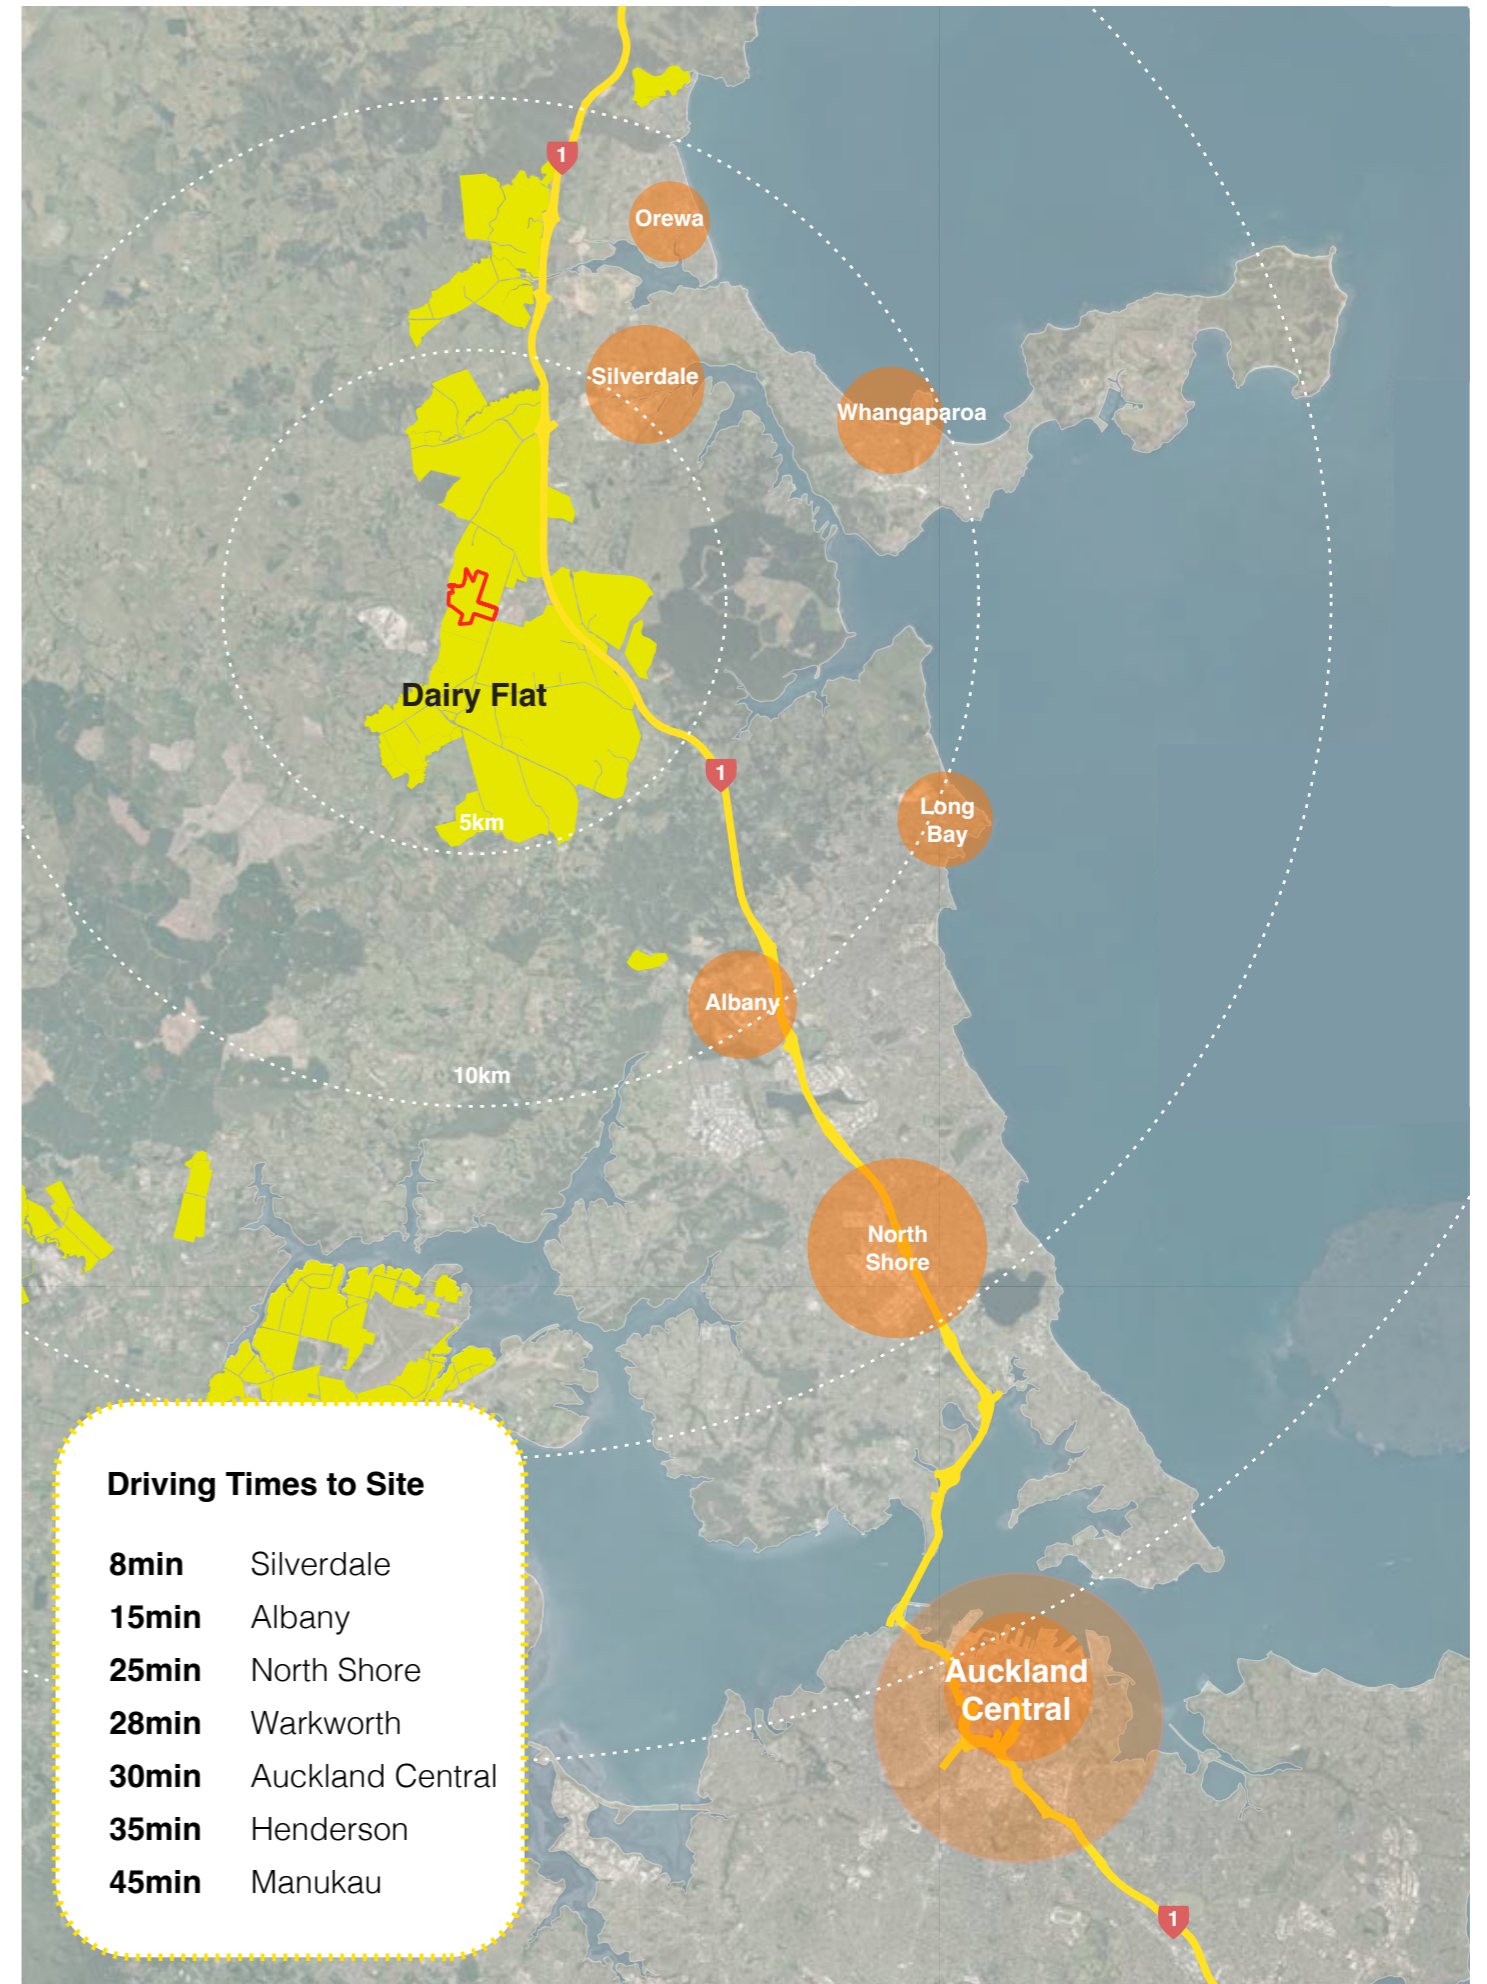 1
Orewa
Silverdale
Whangaparoa
Dairy Flat
1
Long
Bay
5km
Albany
10km
North
Shore
Driving Times to Site
8min Silverdale
15min Albany
25min North Shore
28min Warkworth
30min Auckland Central
35min Henderson
45min Manukau
Auckland
Central
1